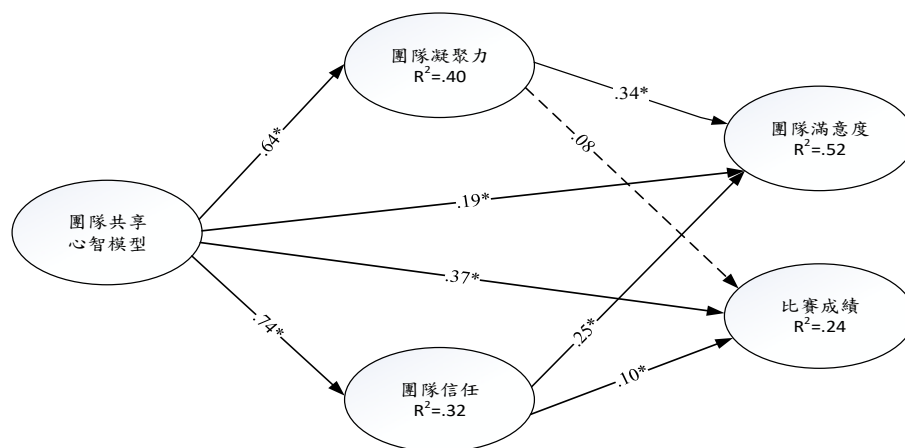 團隊凝聚力
R²=.40
.34*
團隊滿意度
R²=.52
.64*
.08
.19*
團隊共享
心智模型
.37*
比賽成績
R²=.24
.74*
.25*
.10*
團隊信任
R²=.32